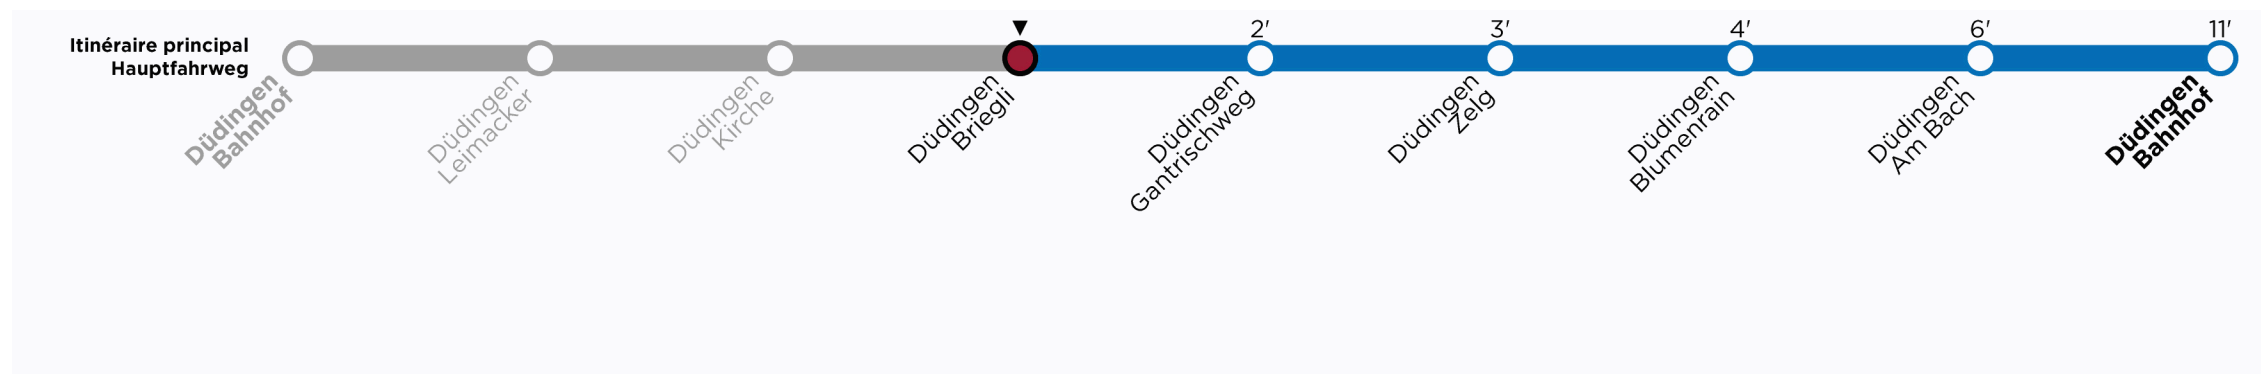 ▼ 2' 3' 4' 6' 11'
Itinéraire principal
Hauptfahrweg
Düdingen
Bahnhof
Düdingen
Leimacker
Düdingen
Kirche
Düdingen
Briegli
Düdingen
Gantrischweg
Düdingen
Zelg
Düdingen
Blumenrain
Düdingen
Am Bach
Düdingen
Bahnhof